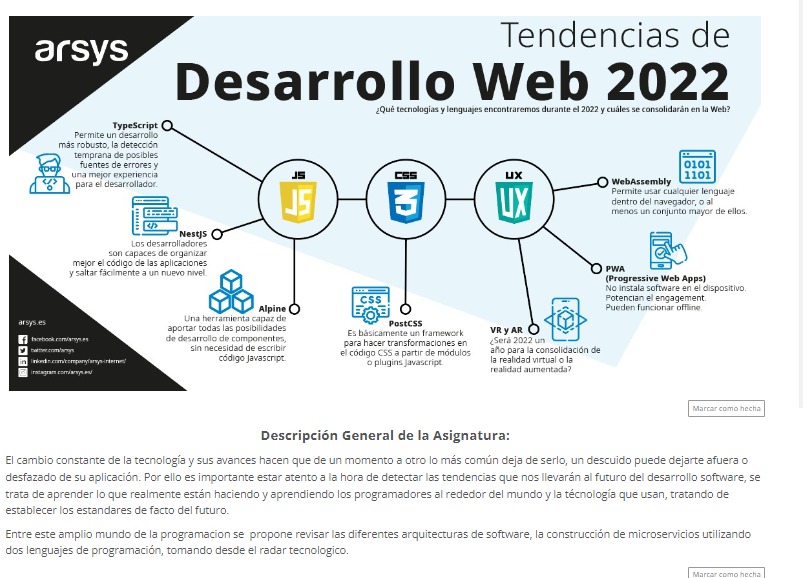 arsys
Tendencias de
Desarrollo Web 2022
¿Qué tecnologías y lenguajes encontraremos durante el 2022 y cuáles se consolidarán en la Web?
TypeScript
Permite un desarrollo
más robusto, la detección
temprana de posibles
fuentes de errores y
una mejor experiencia
para el desarrollador.
NestJS
Los desarrolladores
son capaces de organizar
mejor el código de las aplicaciones
y saltar fácilmente a un nuevo nivel.
Alpine
Una herramienta capaz de
aportar todas las posibilidades
de desarrollo de componentes,
sin necesidad de escribir
código Javascript.
JS
JS
CSS
3
UX
UX
CSS
PostCSS
Es básicamente un framework
para hacer transformaciones en
el código CSS a partir de módulos
o plugins Javascript.
0101
1101
WebAssembly
Permite usar cualquier lenguaje
dentro del navegador, o al
menos un conjunto mayor de ellos.
PWA
(Progressive Web Apps)
No instala software en el dispositivo.
Potencian el engagement.
Pueden funcionar offline.
VR y AR
¿Será 2022 un
año para la consolidación de
la realidad virtual o la
realidad aumentada?
arsys.es
facebook.com/arsys.es
twitter.com/arsys
linkedin.com/company/arsys-internet/
instagram.com/arsys.es/
Marcar como hecha
Descripción General de la Asignatura:
El cambio constante de la tecnología y sus avances hacen que de un momento a otro lo más común deja de serlo, un descuido puede dejarte afuera o
desfazado de su aplicación. Por ello es importante estar atento a la hora de detectar las tendencias que nos llevarán al futuro del desarrollo software, se
trata de aprender lo que realmente están haciendo y aprendiendo los programadores al rededor del mundo y la técnología que usan, tratando de
establecer los estandares de facto del futuro.
Entre este amplio mundo de la programacion se propone revisar las diferentes arquitecturas de software, la construcción de microservicios utilizando
dos lenguajes de programación, tomando desde el radar tecnologico.
Marcar como hecha